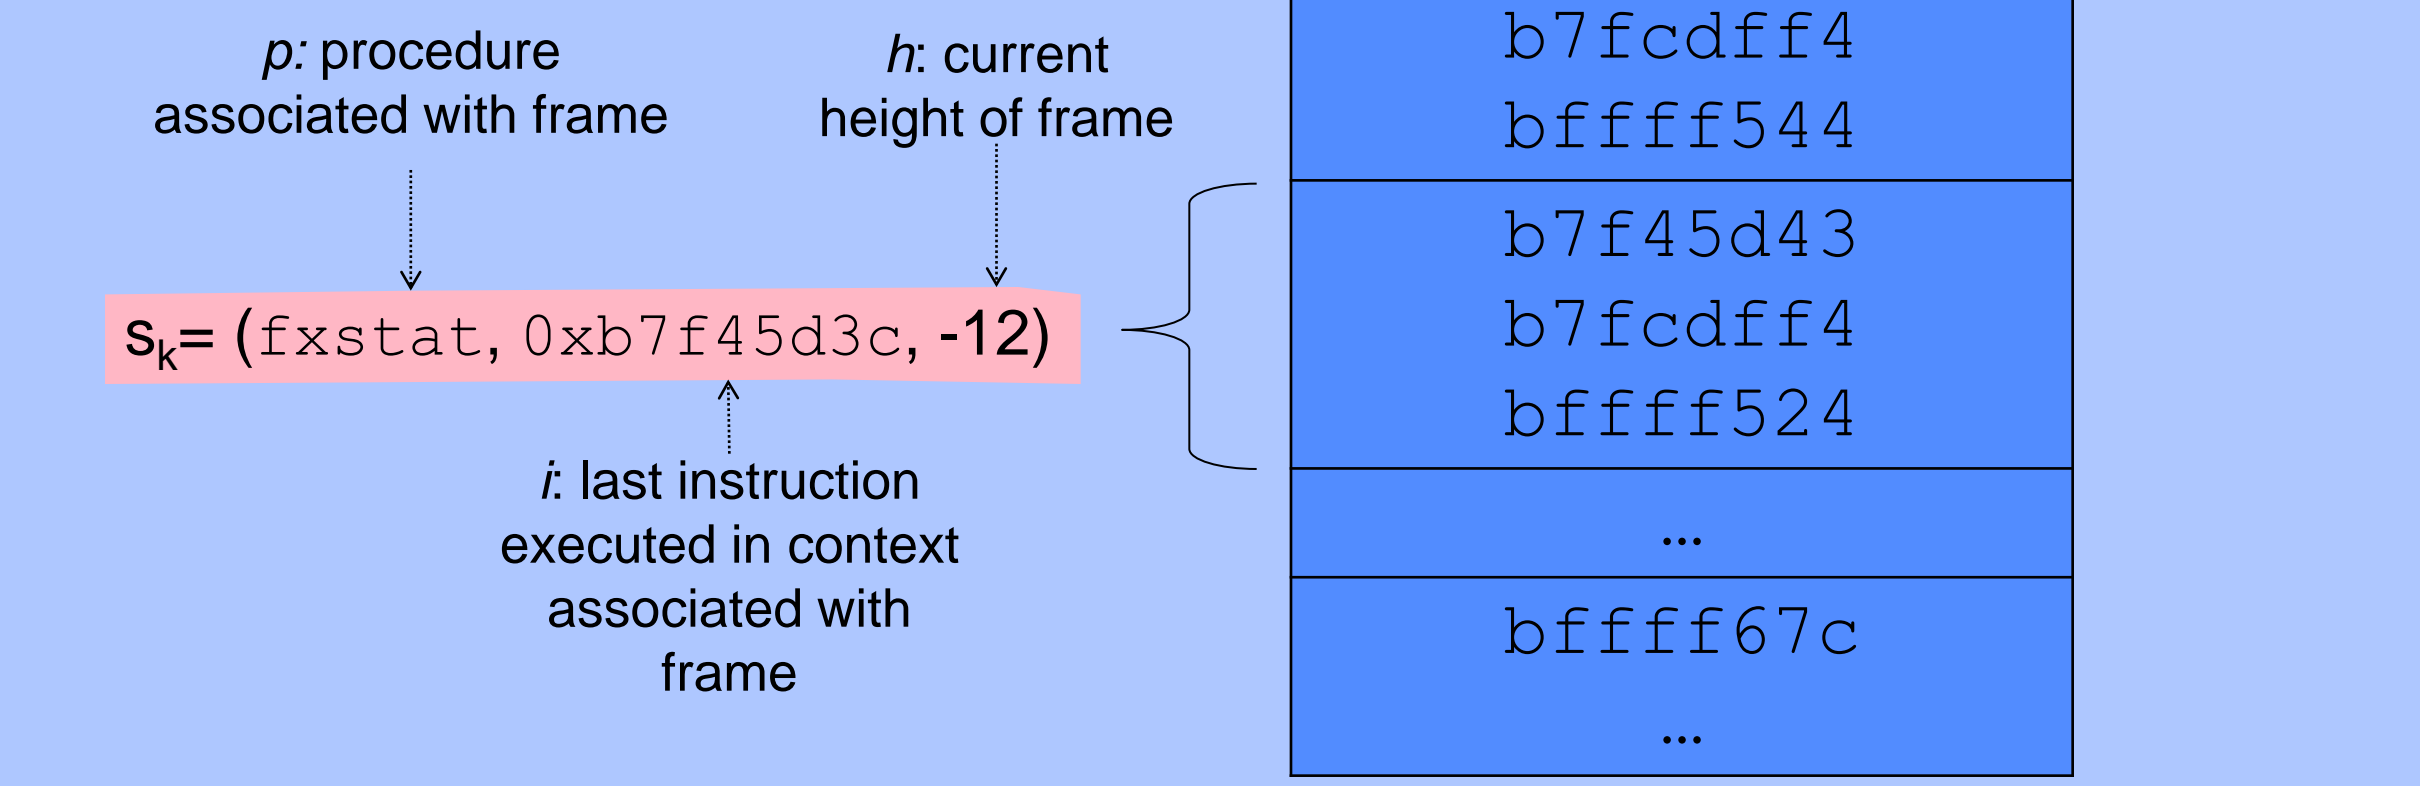 p: procedure
associated with frame
h: current
height of frame
sk= (fxstat, 0xb7f45d3c, -12)
i: last instruction
executed in context
associated with
frame
b7fcdff4
bffff544
b7f45d43
b7fcdff4
bffff524
…
bffff67c
…